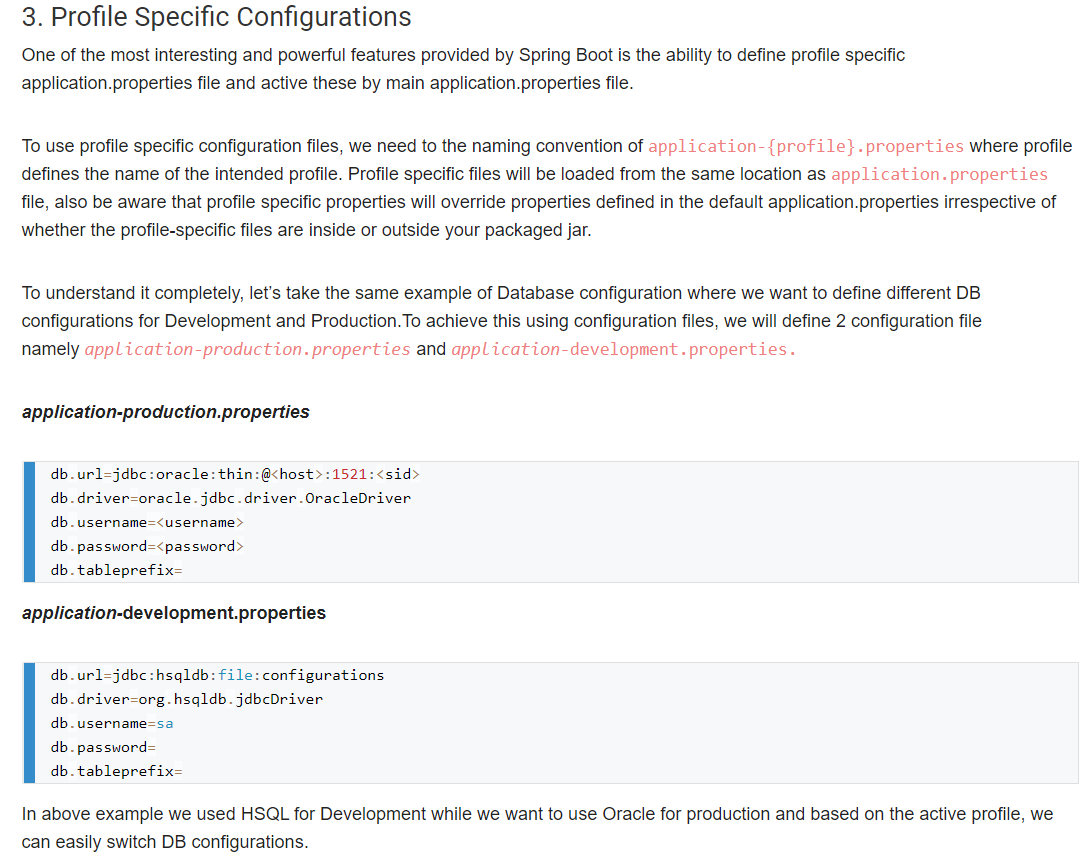 3. Profile Specific Configurations
One of the most interesting and powerful features provided by Spring Boot is the ability to define profile specific
application.properties file and active these by main application.properties file.
To use profile specific configuration files, we need to the naming convention of application-{profile}.properties where profile
defines the name of the intended profile. Profile specific files will be loaded from the same location as application.properties
file, also be aware that profile specific properties will override properties defined in the default application.properties irrespective of
whether the profile-specific files are inside or outside your packaged jar.
To understand it completely, let’s take the same example of Database configuration where we want to define different DB
configurations for Development and Production.To achieve this using configuration files, we will define 2 configuration file
namely application-production.properties and application-development.properties.
application-production.properties
db.url=jdbc:oracle:thin:@<host>:1521:<sid>
db.driver=oracle.jdbc.driver.OracleDriver
db.username=<username>
db.password=<password>
db.tableprefix=
application-development.properties
db.url=jdbc:hsqldb:file:configurations
db.driver=org.hsqldb.jdbcDriver
db.username=sa
db.password=
db.tableprefix=
In above example we used HSQL for Development while we want to use Oracle for production and based on the active profile, we
can easily switch DB configurations.